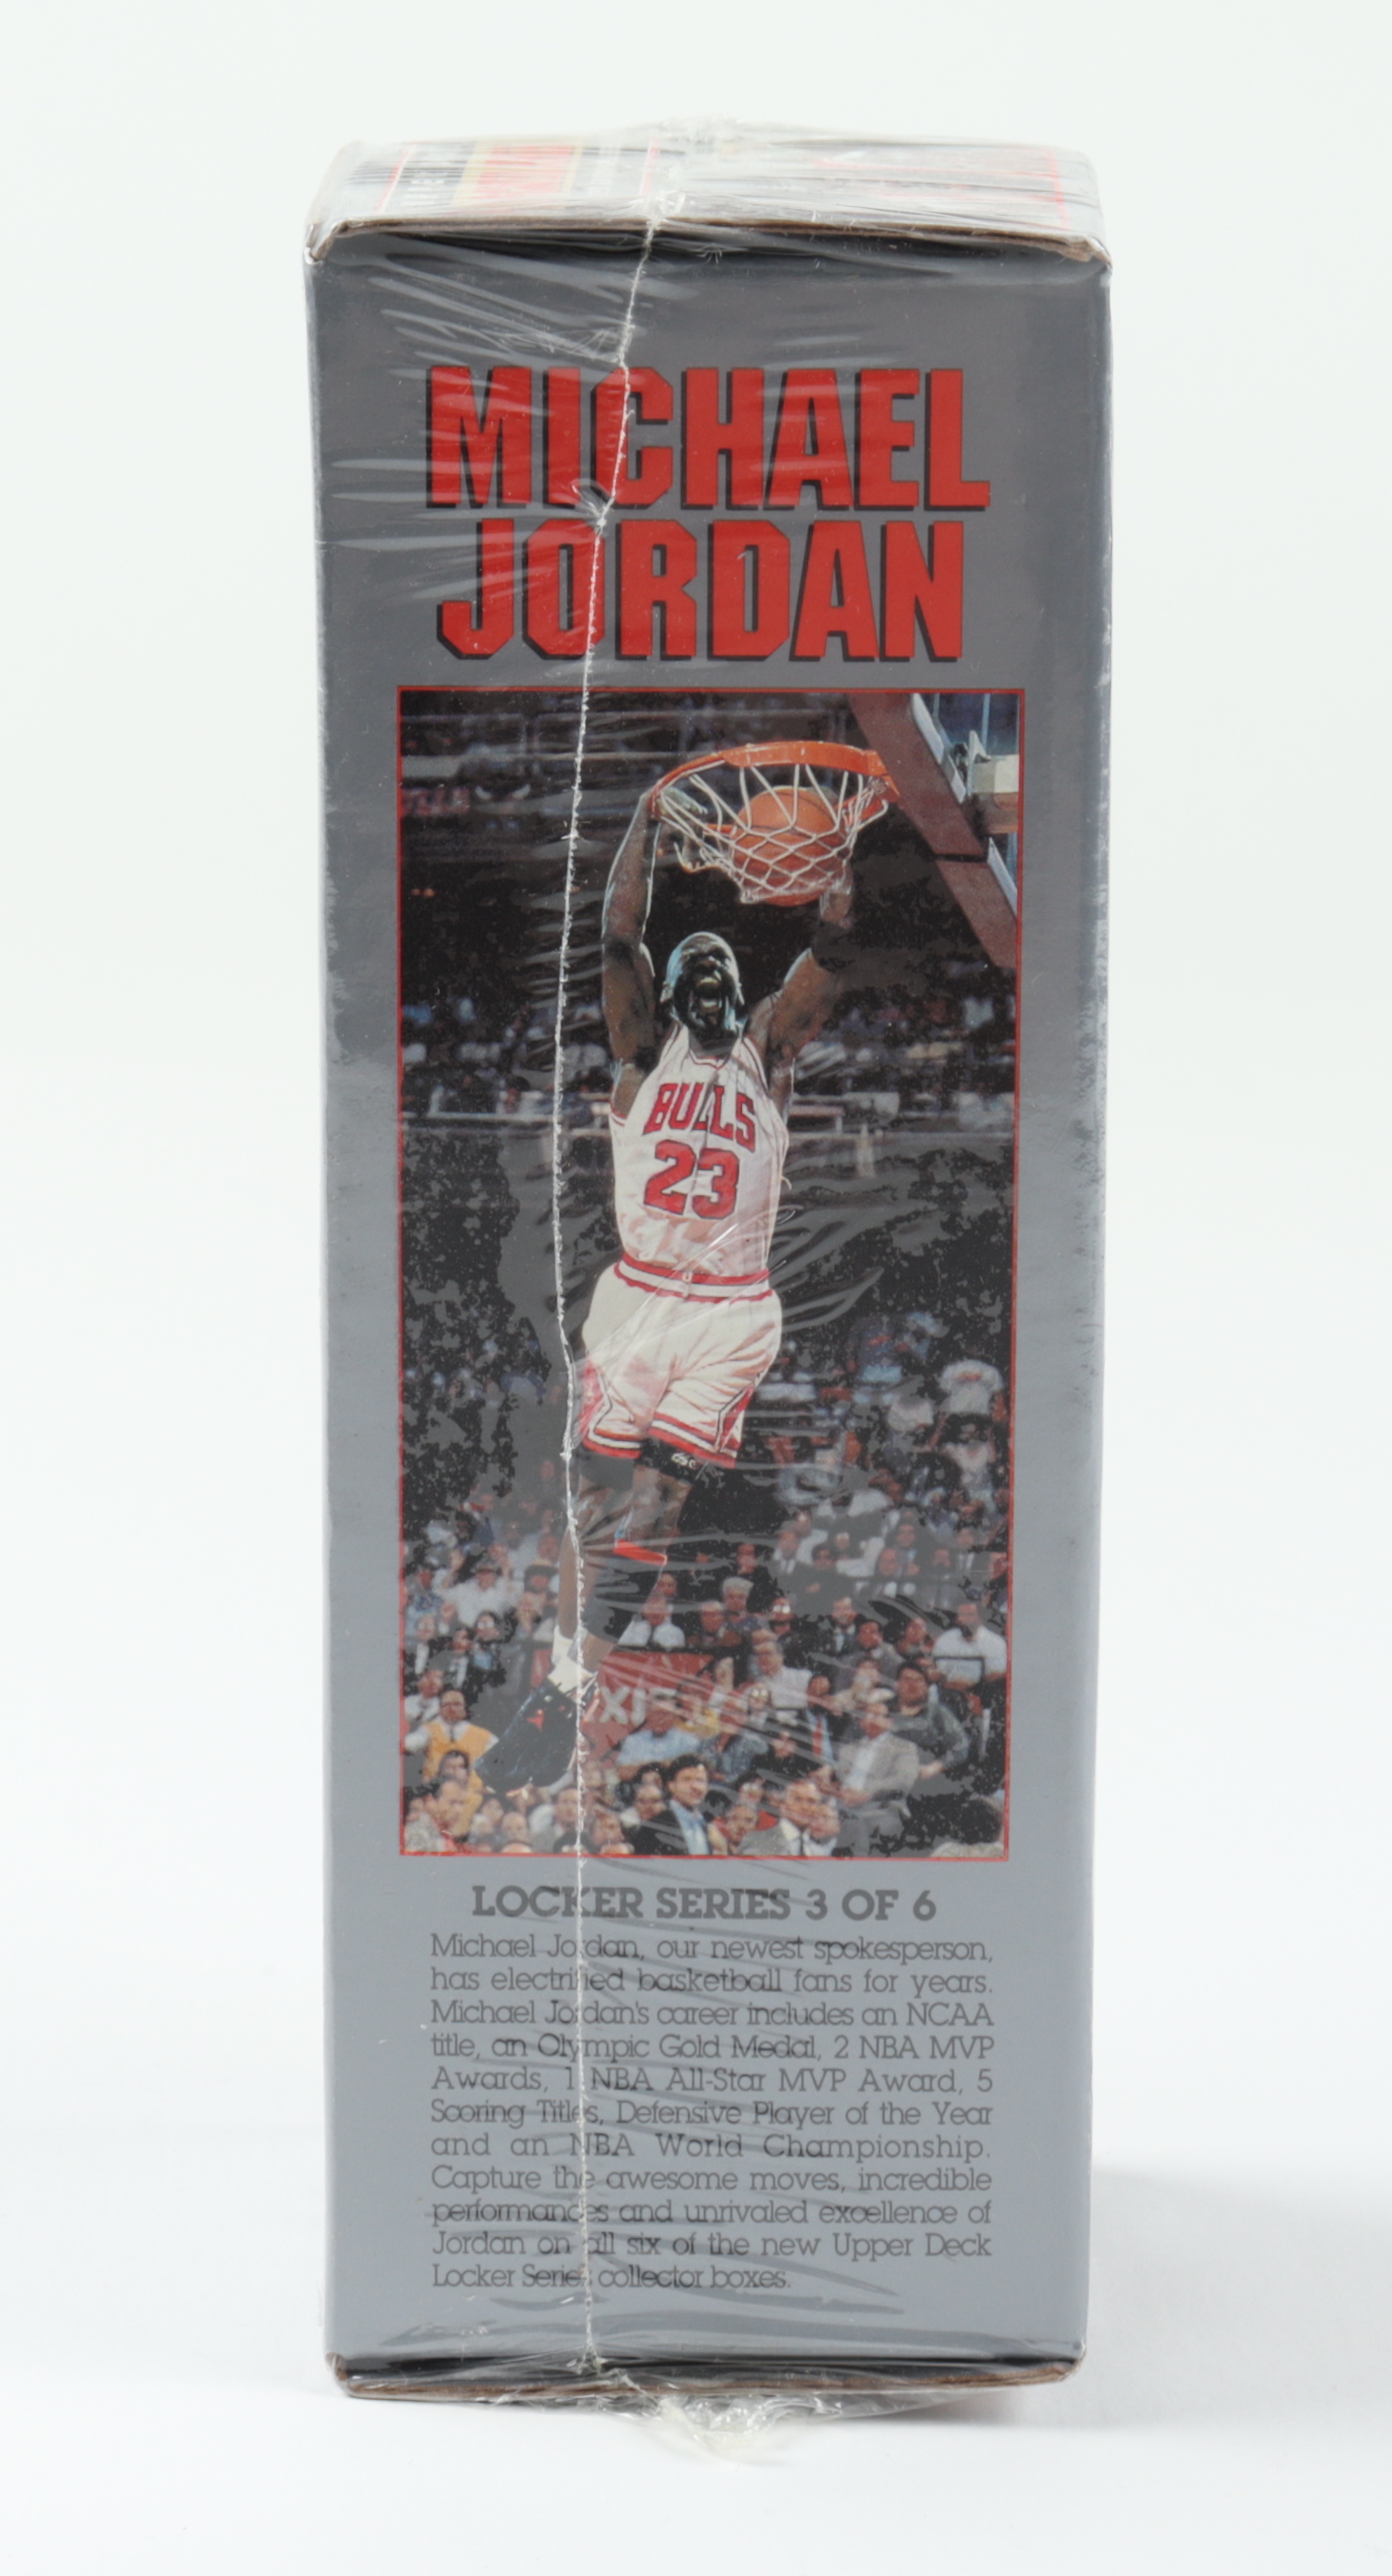 MICHAEL
JORDAN
BULLS
23
LOCKER SERIES 3 OF 6
Michael Jordan, our newest spokesperson,
has electrified basketball fans for years.
Michael Jordan's career includes an NCAA
title, an Olympic Gold Medal, 2 NBA MVP
Awards, 1 NBA All-Star MVP Award, 5
Scoring Titles, Defensive Player of the Year
and an NBA World Championship.
Capture the awesome moves, incredible
performances and unrivaled excellence of
Jordan on all six of the new Upper Deck
Locker Series collector boxes.